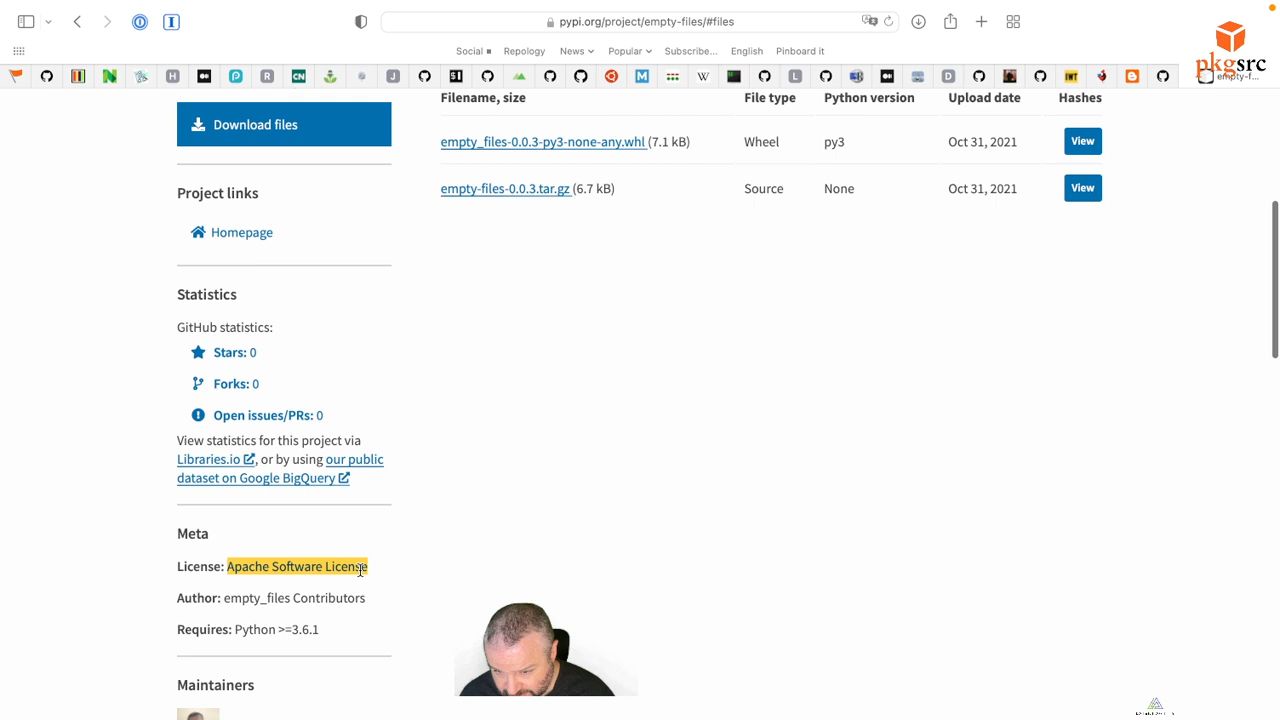 pypi.org/project/empty-files/#files
Social
Repology
News
Popular
Subscribe...
English
Pinboard it
pkgsrc
empty-f...
Filename, size
File type
Python version
Upload date
Hashes
Download files
empty_files-0.0.3-py3-none-any.whl (7.1 kB)
Wheel
py3
Oct 31, 2021
View
empty-files-0.0.3.tar.gz (6.7 kB)
Source
None
Oct 31, 2021
View
Project links
Homepage
Statistics
GitHub statistics:
Stars: 0
Forks: 0
Open issues/PRs: 0
View statistics for this project via
Libraries.io, or by using our public
dataset on Google BigQuery
Meta
License: Apache Software License
Author: empty_files Contributors
Requires: Python >=3.6.1
Maintainers